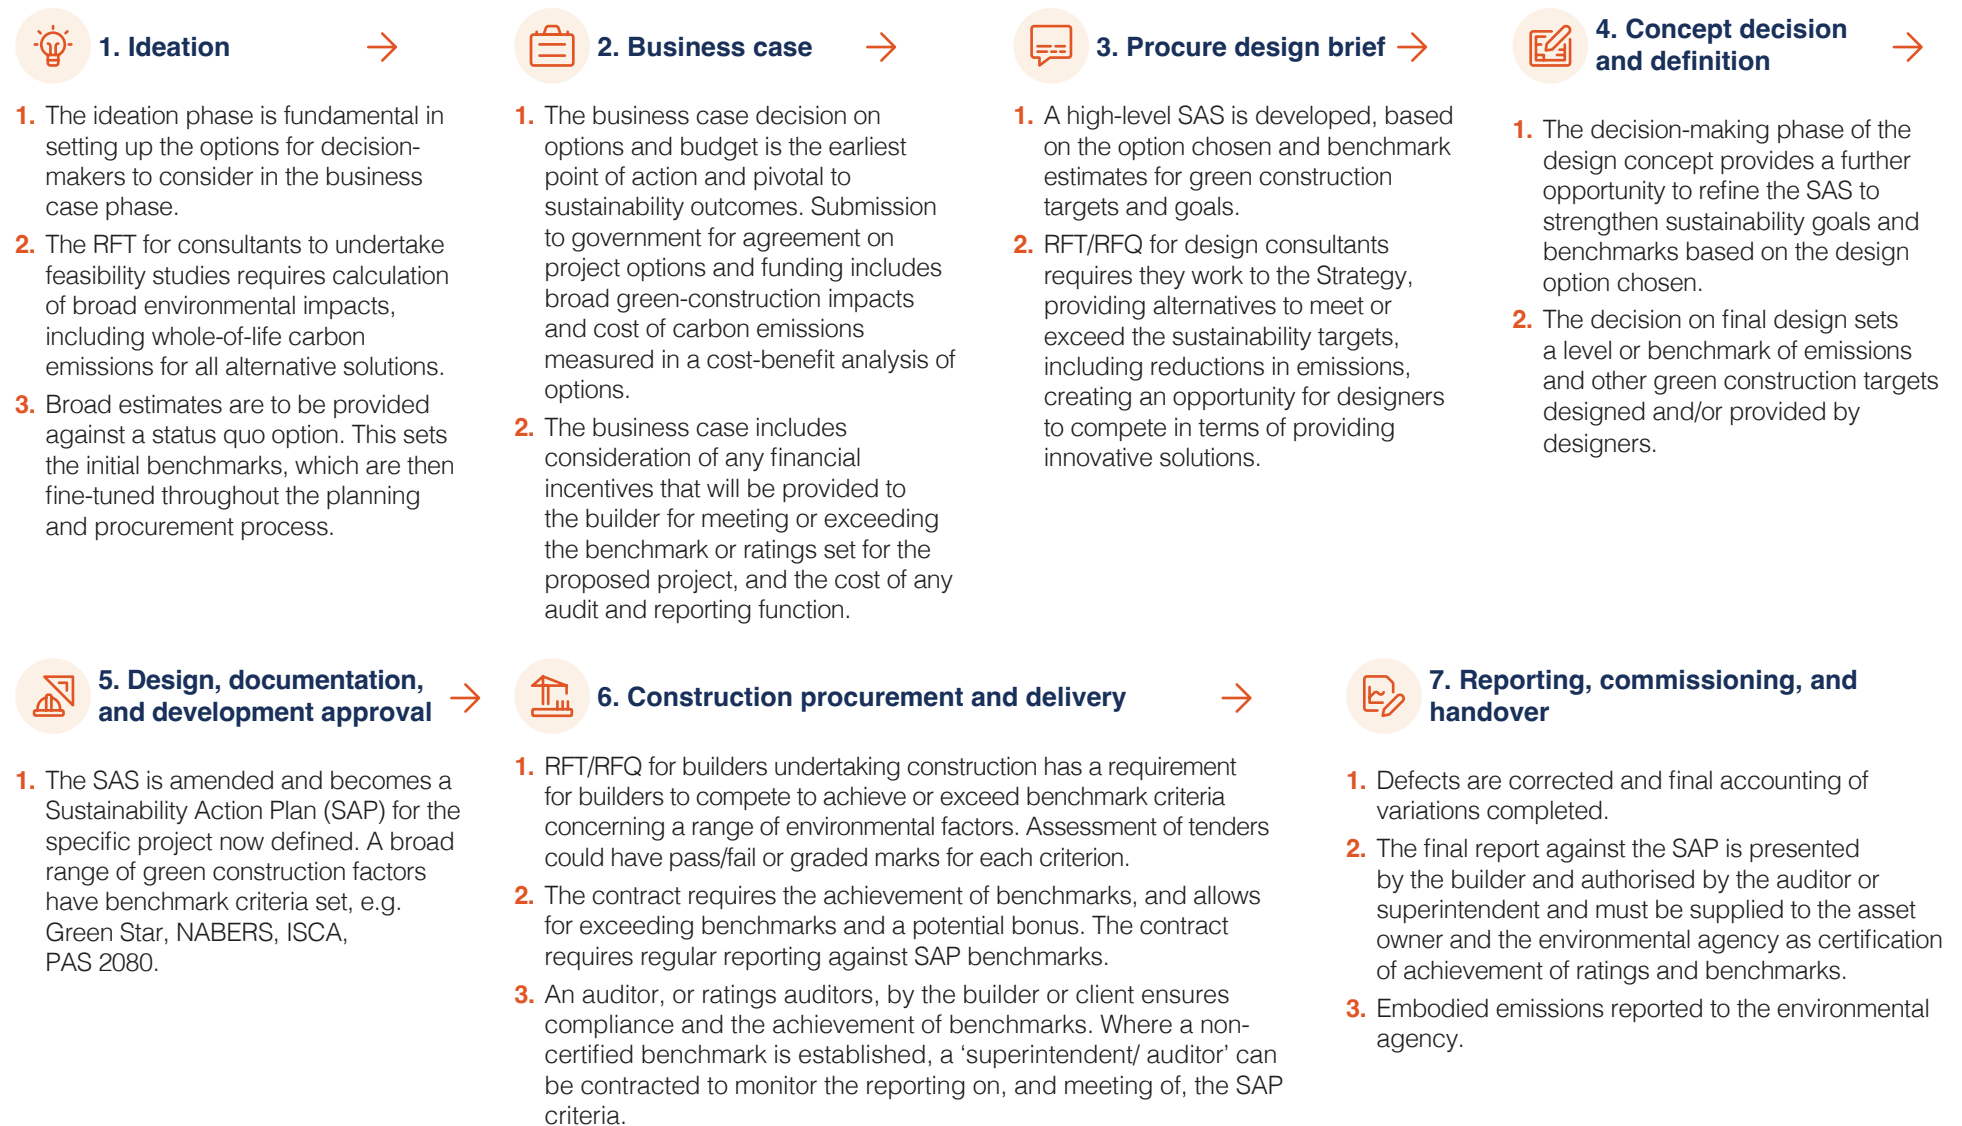 1. Ideation
1. The ideation phase is fundamental in
setting up the options for decision-
makers to consider in the business
case phase.
2. The RFT for consultants to undertake
feasibility studies requires calculation
of broad environmental impacts,
including whole-of-life carbon
emissions for all alternative solutions.
3. Broad estimates are to be provided
against a status quo option. This sets
the initial benchmarks, which are then
fine-tuned throughout the planning
and procurement process.
2. Business case
1. The business case decision on
options and budget is the earliest
point of action and pivotal to
sustainability outcomes. Submission
to government for agreement on
project options and funding includes
broad green-construction impacts
and cost of carbon emissions
measured in a cost-benefit analysis of
options.
2. The business case includes
consideration of any financial
incentives that will be provided to
the builder for meeting or exceeding
the benchmark or ratings set for the
proposed project, and the cost of any
audit and reporting function.
3. Procure design brief
1. A high-level SAS is developed, based
on the option chosen and benchmark
estimates for green construction
targets and goals.
2. RFT/RFQ for design consultants
requires they work to the Strategy,
providing alternatives to meet or
exceed the sustainability targets,
including reductions in emissions,
creating an opportunity for designers
to compete in terms of providing
innovative solutions.
4. Concept decision
and definition
1. The decision-making phase of the
design concept provides a further
opportunity to refine the SAS to
strengthen sustainability goals and
benchmarks based on the design
option chosen.
2. The decision on final design sets
a level or benchmark of emissions
and other green construction targets
designed and/or provided by
designers.
5. Design, documentation,
and development approval
1. The SAS is amended and becomes a
Sustainability Action Plan (SAP) for the
specific project now defined. A broad
range of green construction factors
have benchmark criteria set, e.g.
Green Star, NABERS, ISCA,
PAS 2080.
6. Construction procurement and delivery
1. RFT/RFQ for builders undertaking construction has a requirement
for builders to compete to achieve or exceed benchmark criteria
concerning a range of environmental factors. Assessment of tenders
could have pass/fail or graded marks for each criterion.
2. The contract requires the achievement of benchmarks, and allows
for exceeding benchmarks and a potential bonus. The contract
requires regular reporting against SAP benchmarks.
3. An auditor, or ratings auditors, by the builder or client ensures
compliance and the achievement of benchmarks. Where a non-
certified benchmark is established, a ‘superintendent/ auditor’ can
be contracted to monitor the reporting on, and meeting of, the SAP
criteria.
7. Reporting, commissioning, and
handover
1. Defects are corrected and final accounting of
variations completed.
2. The final report against the SAP is presented
by the builder and authorised by the auditor or
superintendent and must be supplied to the asset
owner and the environmental agency as certification
of achievement of ratings and benchmarks.
3. Embodied emissions reported to the environmental
agency.